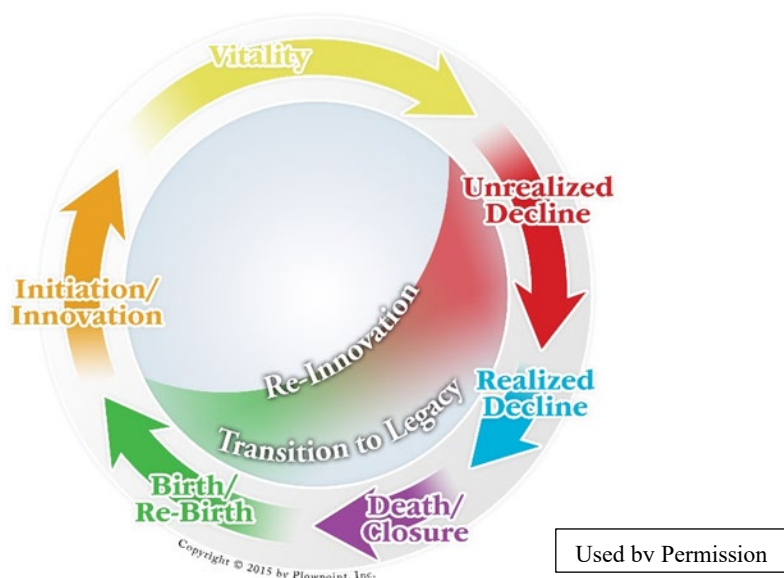 Vitality
Unrealized
Decline
Realized
Decline
Death/
Closure
Birth/
Re-Birth
Initiation/
Innovation
Re-Innovation
Transition to Legacy
Copyright © 2015 by Plowpoint, Inc.
Used by Permission